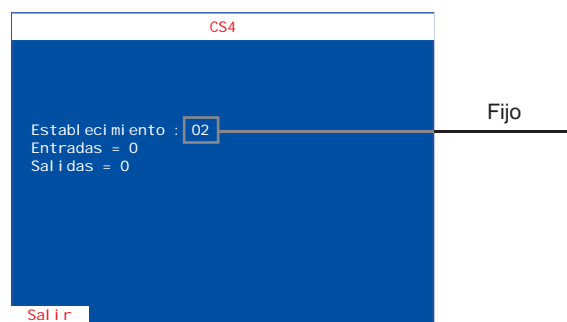 CS4
Establecimiento : 02
Fijo
Entradas = 0
Salidas = 0
Salir